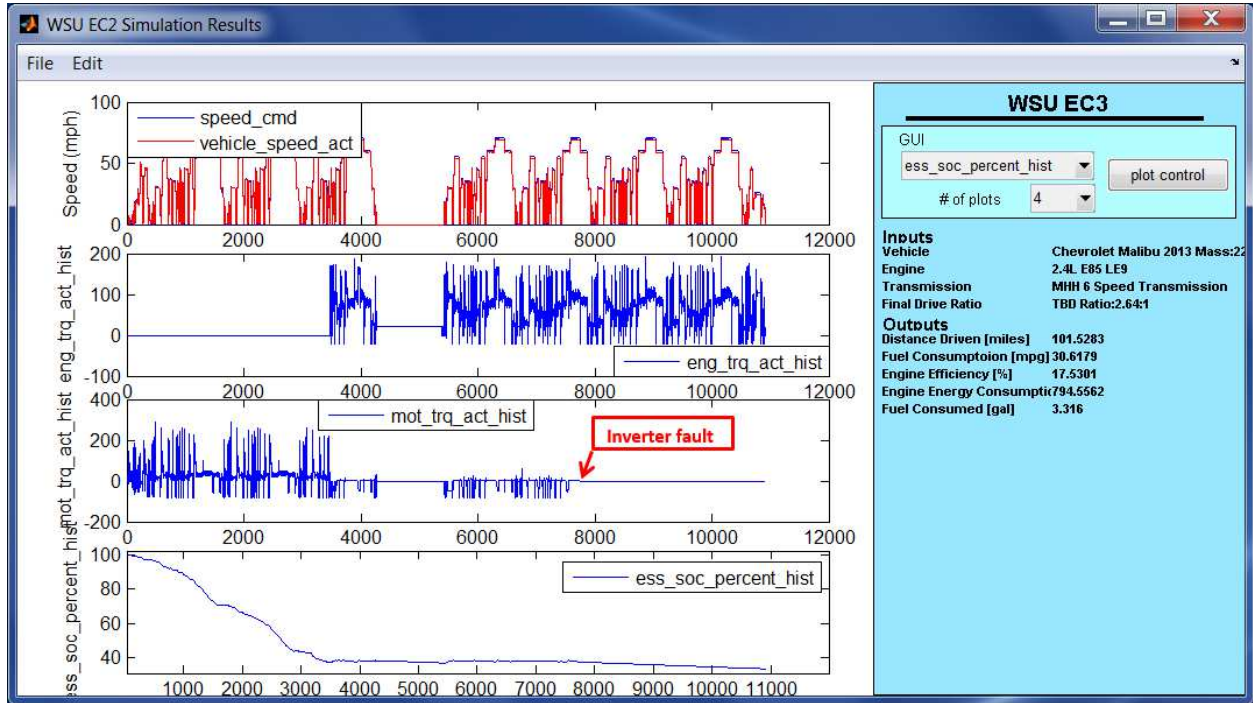 WSU EC2 Simulation Results
File Edit
WSU EC3
GUI
ess_soc_percent_hist
plot control
# of plots 4
Inputs
Vehicle Chevrolet Malibu 2013 Mass:22
Engine 2.4L E85 LE9
Transmission MHH 6 Speed Transmission
Final Drive Ratio TBD Ratio:2.64:1
Outputs
Distance Driven [miles] 101.5283
Fuel Consumptoion [mpg] 30.6179
Engine Efficiency [%] 17.5301
Engine Energy Consumptic 794.5562
Fuel Consumed [gal] 3.316
Speed (mph)
100
50
0
speed_cmd
vehicle_speed_act
0 2000 4000 6000 8000 10000 12000
eng_trq_act_hist
200
100
0
-100
eng_trq_act_hist
0 2000 4000 6000 8000 10000 12000
mot_trq_act_hist
400
200
0
-200
mot_trq_act_hist
Inverter fault
0 2000 4000 6000 8000 10000 12000
ess_soc_percent_hist
100
80
60
40
ess_soc_percent_hist
1000 2000 3000 4000 5000 6000 7000 8000 9000 10000 11000